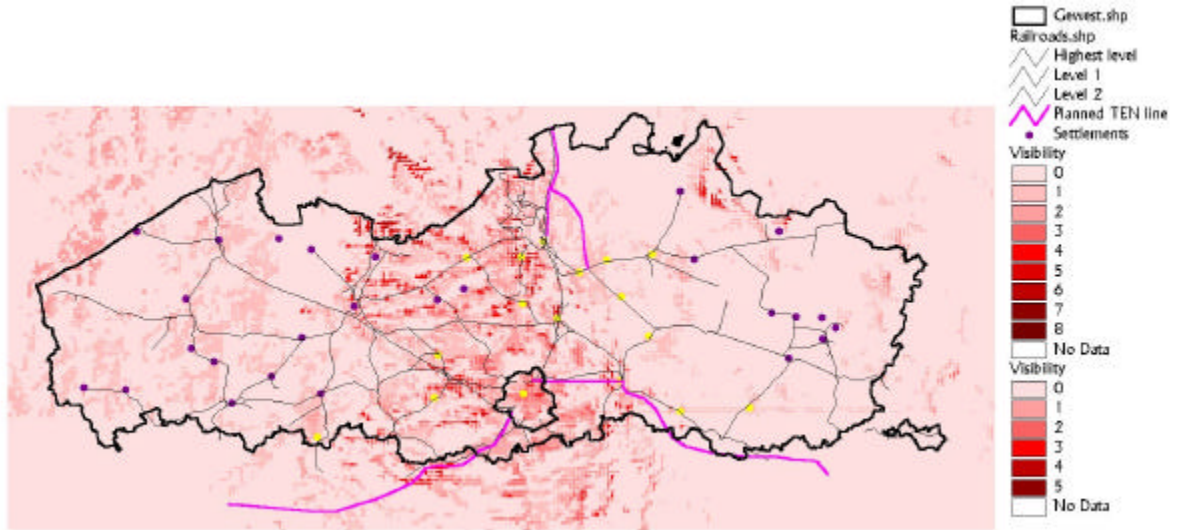 Gewest.shp
Railroads.shp
Highest level
Level 1
Level 2
Planned TEN line
Settlements
Visibility
0
1
2
3
4
5
6
7
8
No Data
Visibility
0
1
2
3
4
5
No Data